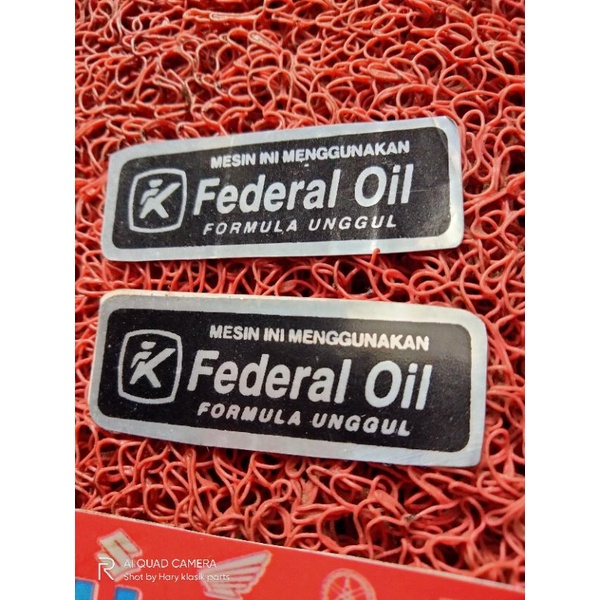 MESIN INI MENGGUNAKAN
Federal Oil
FORMULA UNGGUL
MESIN INI MENGGUNAKAN
Federal Oil
FORMULA UNGGUL
AI QUAD CAMERA
Shot by Hary klasik parts